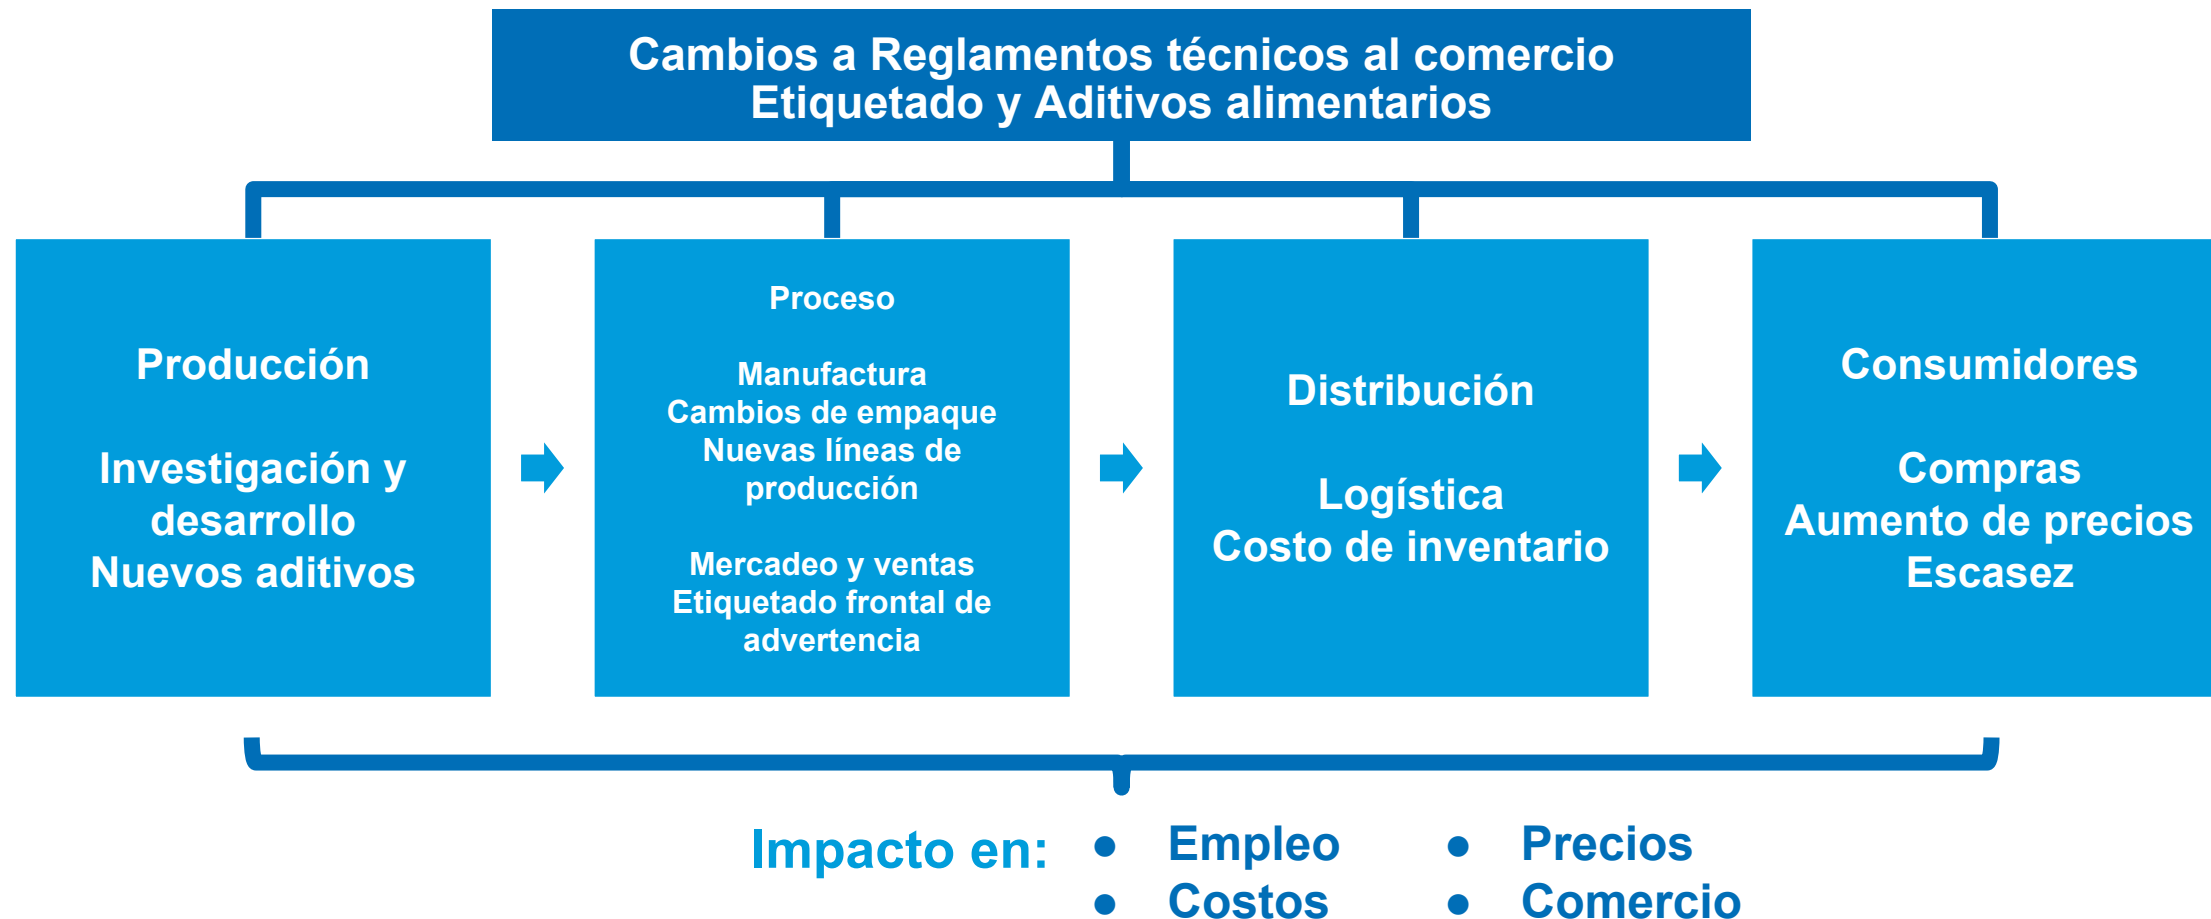 Cambios a Reglamentos técnicos al comercio
Etiquetado y Aditivos alimentarios
Producción
Investigación y
desarrollo
Nuevos aditivos
Proceso
Manufactura
Cambios de empaque
Nuevas líneas de
producción
Mercadeo y ventas
Etiquetado frontal de
advertencia
Distribución
Logística
Costo de inventario
Consumidores
Compras
Aumento de precios
Escasez
Impacto en:
● Empleo
● Costos
● Precios
● Comercio